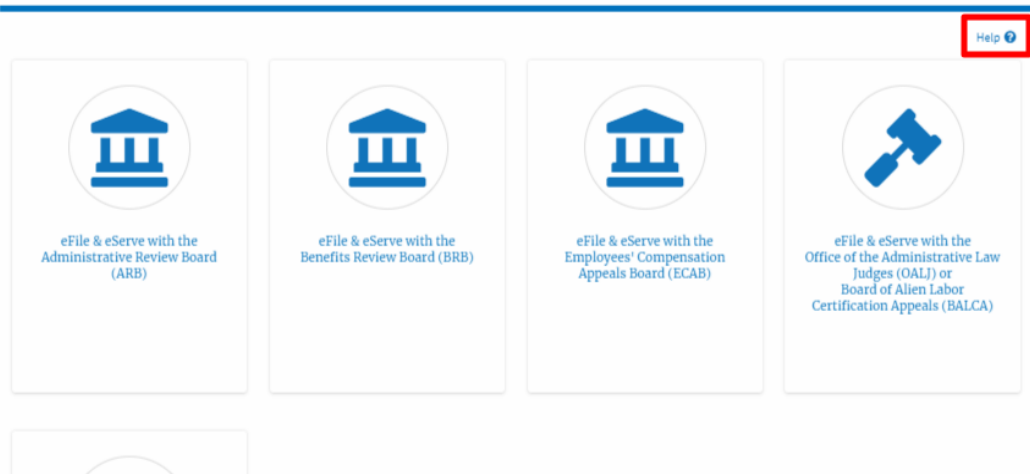 Help
eFile & eServe with the
Administrative Review Board
(ARB)
eFile & eServe with the
Benefits Review Board (BRB)
eFile & eServe with the
Employees' Compensation
Appeals Board (ECAB)
eFile & eServe with the
Office of the Administrative Law
Judges (OALJ) or
Board of Alien Labor
Certification Appeals (BALCA)